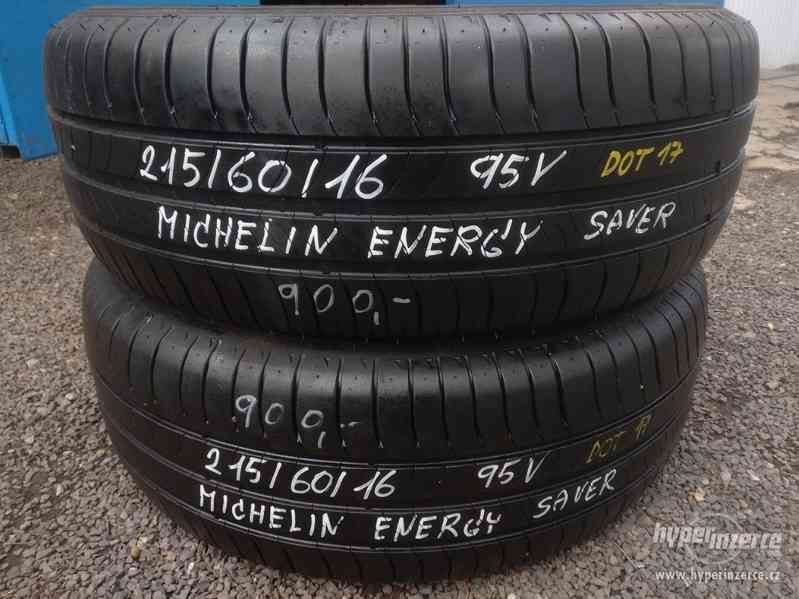 215/60/16 95V DOT 17
MICHELIN ENERGY SAVER
900,-
900,-
215/60/16 95V DOT 17
MICHELIN ENERGY SAVER
hyperinzerce
www.hyperinzerce.cz